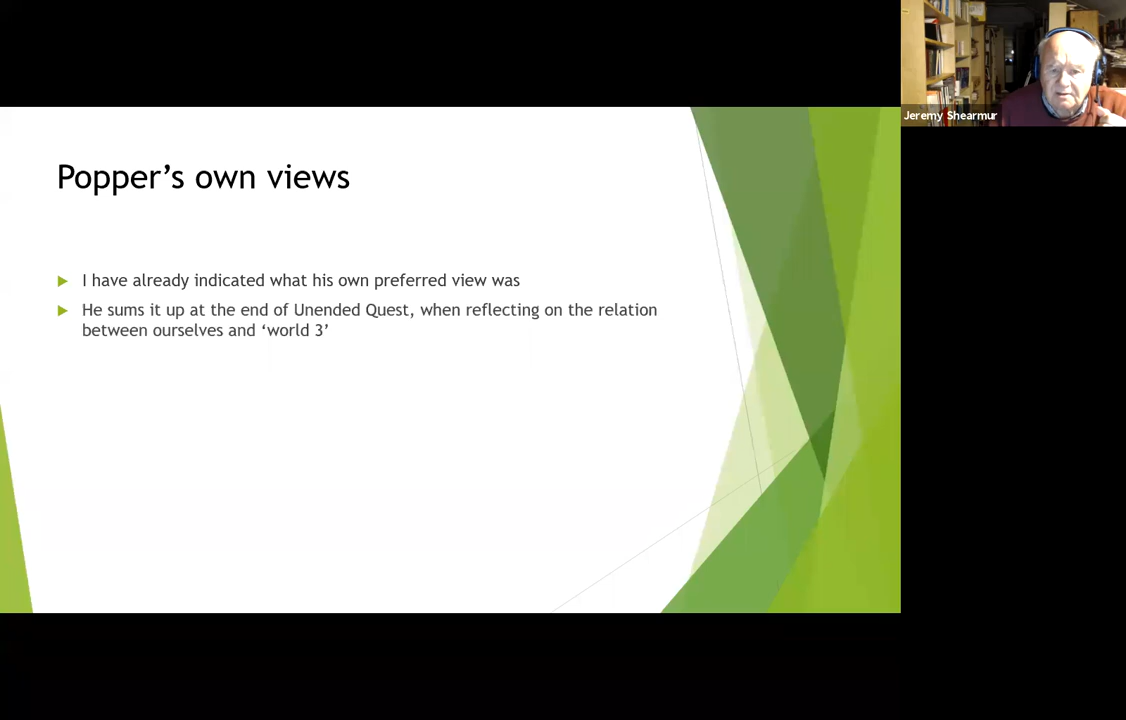 Jeremy Shearmur
Popper’s own views
I have already indicated what his own preferred view was
He sums it up at the end of Unended Quest, when reflecting on the relation
between ourselves and ‘world 3’